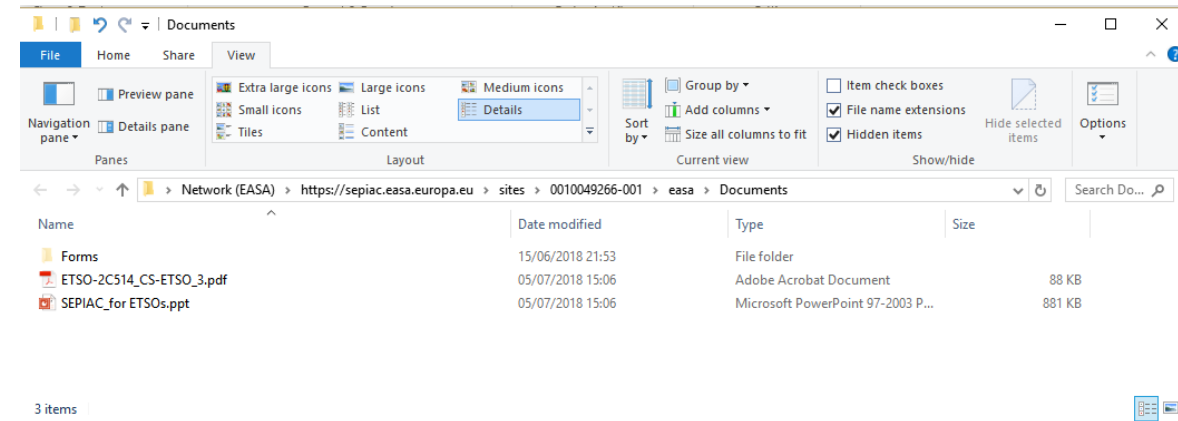 Documents
File Home Share View
Navigation pane
Preview pane
Details pane
Panes
Extra large icons Large icons Medium icons
Small icons List Details
Tiles Content
Layout
Sort by
Group by
Add columns
Size all columns to fit
Current view
Item check boxes
File name extensions
Hidden items
Hide selected items
Show/hide
Options
> Network (EASA) > https://sepiac.easa.europa.eu > sites > 0010049266-001 > easa > Documents
Search Do...
Name Date modified Type Size
Forms 15/06/2018 21:53 File folder
ETSO-2C514_CS-ETSO_3.pdf 05/07/2018 15:06 Adobe Acrobat Document 88 KB
SEPIAC_for ETSOs.ppt 05/07/2018 15:06 Microsoft PowerPoint 97-2003 P... 881 KB
3 items